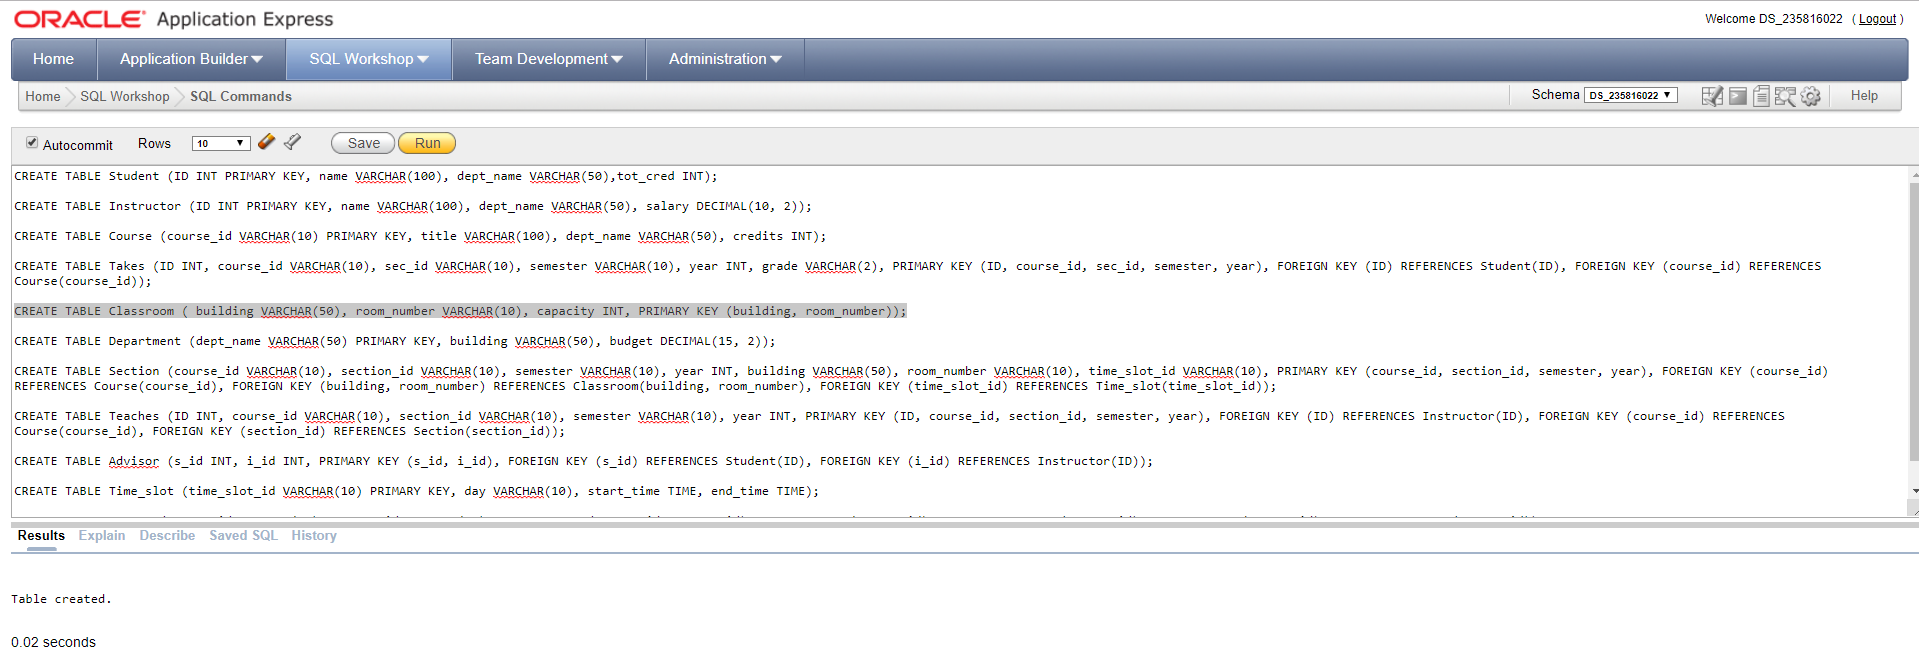 ORACLE Application Express
Welcome DS_235816022 ( Logout )
Home Application Builder SQL Workshop Team Development Administration
Home SQL Workshop SQL Commands
Schema DS_235816022 Help
Autocommit Rows 10 Save Run
CREATE TABLE Student (ID INT PRIMARY KEY, name VARCHAR(100), dept_name VARCHAR(50),tot_cred INT);
CREATE TABLE Instructor (ID INT PRIMARY KEY, name VARCHAR(100), dept_name VARCHAR(50), salary DECIMAL(10, 2));
CREATE TABLE Course (course_id VARCHAR(10) PRIMARY KEY, title VARCHAR(100), dept_name VARCHAR(50), credits INT);
CREATE TABLE Takes (ID INT, course_id VARCHAR(10), sec_id VARCHAR(10), semester VARCHAR(10), year INT, grade VARCHAR(2), PRIMARY KEY (ID, course_id, sec_id, semester, year), FOREIGN KEY (ID) REFERENCES Student(ID), FOREIGN KEY (course_id) REFERENCES
Course(course_id));
CREATE TABLE Classroom ( building VARCHAR(50), room_number VARCHAR(10), capacity INT, PRIMARY KEY (building, room_number));
CREATE TABLE Department (dept_name VARCHAR(50) PRIMARY KEY, building VARCHAR(50), budget DECIMAL(15, 2));
CREATE TABLE Section (course_id VARCHAR(10), section_id VARCHAR(10), semester VARCHAR(10), year INT, building VARCHAR(50), room_number VARCHAR(10), time_slot_id VARCHAR(10), PRIMARY KEY (course_id, section_id, semester, year), FOREIGN KEY (course_id)
REFERENCES Course(course_id), FOREIGN KEY (building, room_number) REFERENCES Classroom(building, room_number), FOREIGN KEY (time_slot_id) REFERENCES Time_slot(time_slot_id));
CREATE TABLE Teaches (ID INT, course_id VARCHAR(10), section_id VARCHAR(10), semester VARCHAR(10), year INT, PRIMARY KEY (ID, course_id, section_id, semester, year), FOREIGN KEY (ID) REFERENCES Instructor(ID), FOREIGN KEY (course_id) REFERENCES
Course(course_id), FOREIGN KEY (section_id) REFERENCES Section(section_id));
CREATE TABLE Advisor (s_id INT, i_id INT, PRIMARY KEY (s_id, i_id), FOREIGN KEY (s_id) REFERENCES Student(ID), FOREIGN KEY (i_id) REFERENCES Instructor(ID));
CREATE TABLE Time_slot (time_slot_id VARCHAR(10) PRIMARY KEY, day VARCHAR(10), start_time TIME, end_time TIME);
Results Explain Describe Saved SQL History
Table created.
0.02 seconds